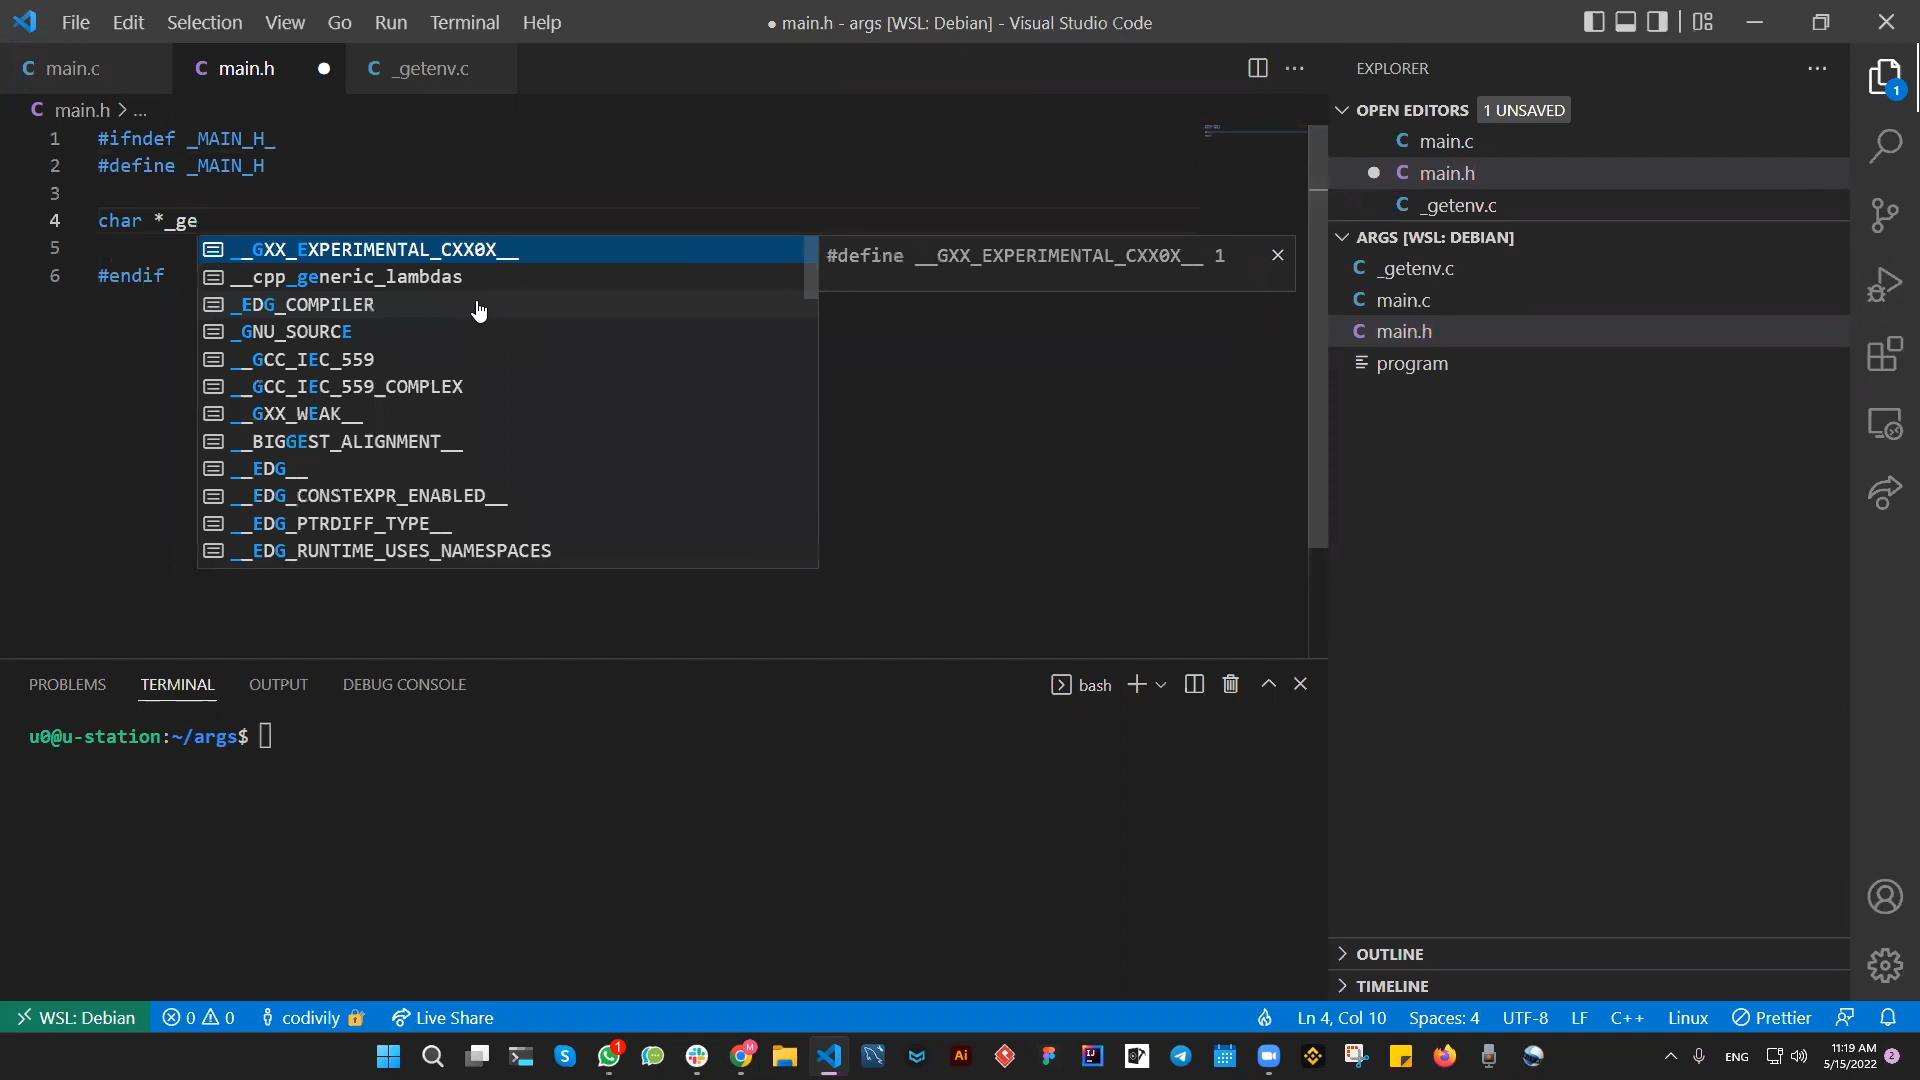 File Edit Selection View Go Run Terminal Help
● main.h - args [WSL: Debian] - Visual Studio Code
C main.c
C main.h ●
C _getenv.c
C main.h > ...
1 #ifndef _MAIN_H_
2 #define _MAIN_H
3
4 char *_ge
5
6 #endif
__GXX_EXPERIMENTAL_CXX0X__
#define __GXX_EXPERIMENTAL_CXX0X__ 1
__cpp_generic_lambdas
_EDG_COMPILER
_GNU_SOURCE
__GCC_IEC_559
__GCC_IEC_559_COMPLEX
__GXX_WEAK__
__BIGGEST_ALIGNMENT__
__EDG__
__EDG_CONSTEXPR_ENABLED__
__EDG_PTRDIFF_TYPE__
__EDG_RUNTIME_USES_NAMESPACES
PROBLEMS TERMINAL OUTPUT DEBUG CONSOLE
bash
u0@u-station:~/args$
EXPLORER
OPEN EDITORS 1 UNSAVED
C main.c
● C main.h
C _getenv.c
ARGS [WSL: DEBIAN]
C _getenv.c
C main.c
C main.h
program
OUTLINE
TIMELINE
1
WSL: Debian 0 0 codivily Live Share
Ln 4, Col 10 Spaces: 4 UTF-8 LF C++ Linux Prettier
1
M
Ai
IJ
ENG
11:19 AM
5/15/2022
2